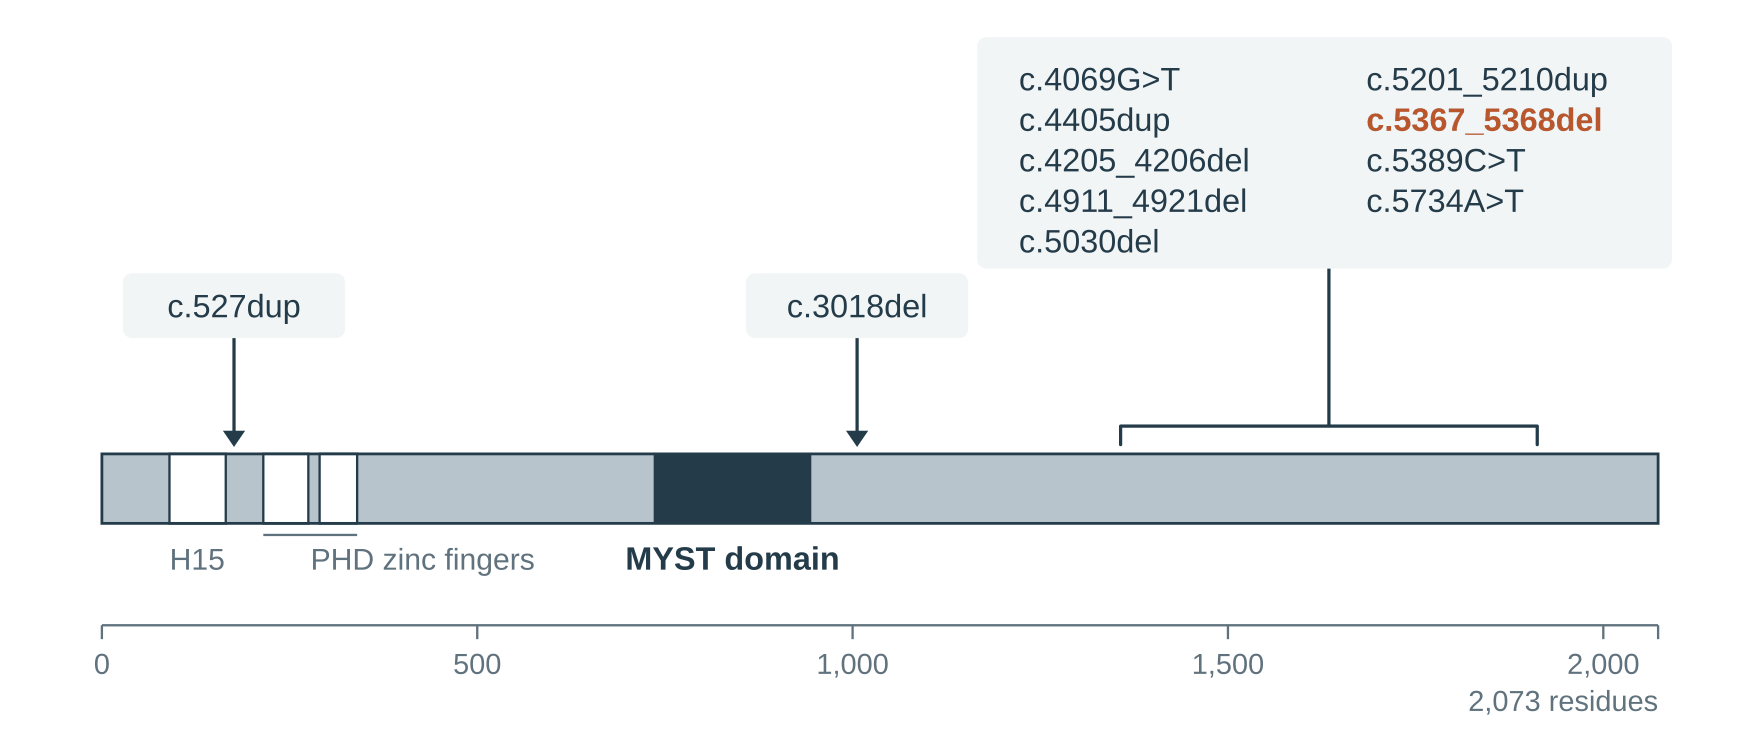 c.4069G>T
c.4405dup
c.4205_4206del
c.4911_4921del
c.5030del
c.5201_5210dup
c.5367_5368del
c.5389C>T
c.5734A>T
c.527dup
c.3018del
H15
PHD zinc fingers
MYST domain
0
500
1,000
1,500
2,000
2,073 residues